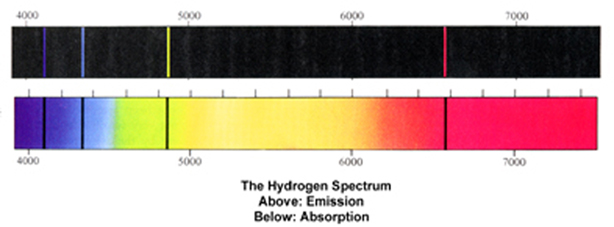 4000 5000 6000 7000
4000 5000 6000 7000
The Hydrogen Spectrum
Above: Emission
Below: Absorption